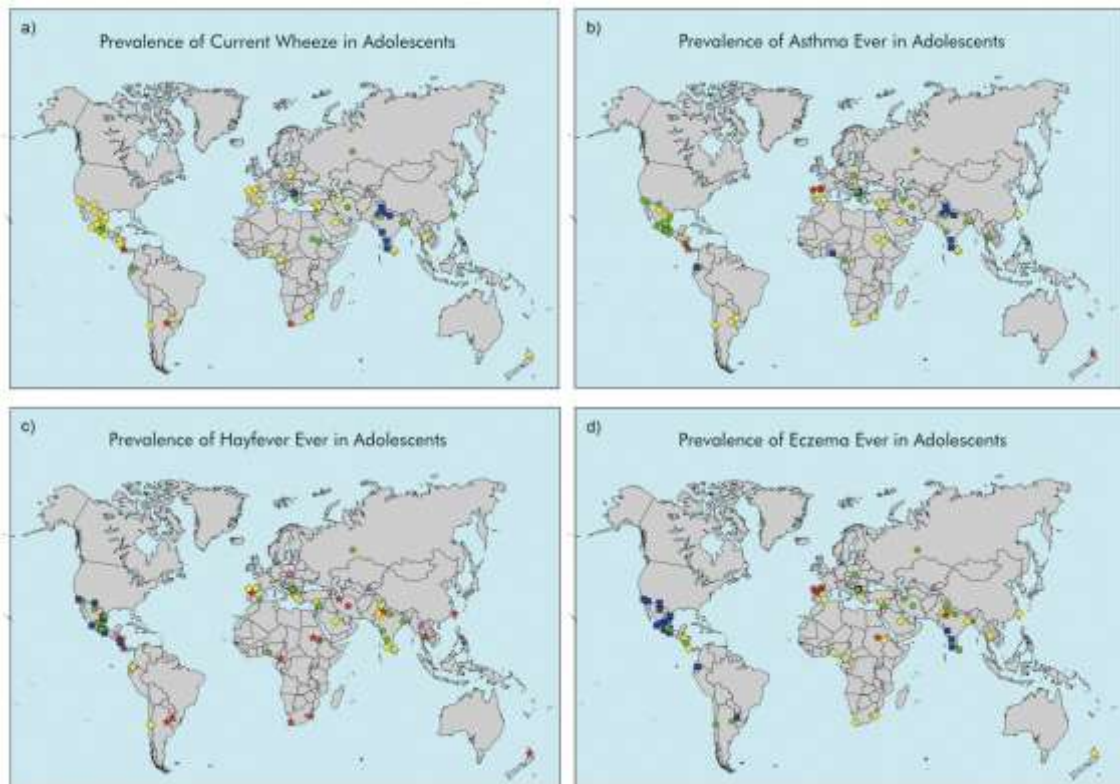 a)
Prevalence of Current Wheeze in Adolescents
b)
Prevalence of Asthma Ever in Adolescents
c)
Prevalence of Hayfever Ever in Adolescents
d)
Prevalence of Eczema Ever in Adolescents